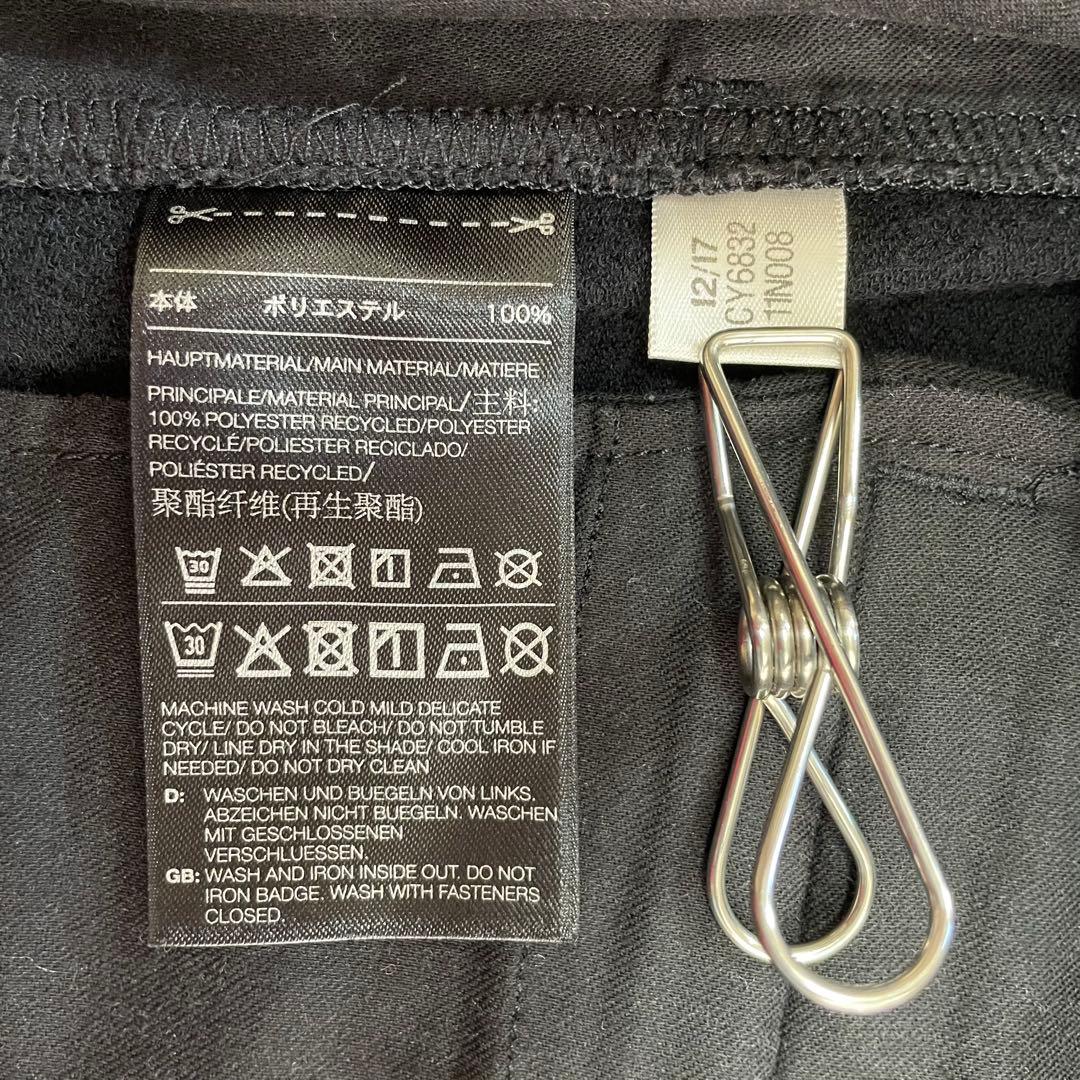 本体 ポリエステル 100%
HAUPTMATERIAL/MAIN MATERIAL/MATIERE
PRINCIPALE/MATERIAL PRINCIPAL/主料:
100% POLYESTER RECYCLED/POLYESTER
RECYCLÉ/POLIESTER RECICLADO/
POLIÉSTER RECYCLED/
聚酯纤维(再生聚酯)
30
30
MACHINE WASH COLD MILD DELICATE
CYCLE/ DO NOT BLEACH/ DO NOT TUMBLE
DRY/ LINE DRY IN THE SHADE/ COOL IRON IF
NEEDED/ DO NOT DRY CLEAN
D: WASCHEN UND BUEGELN VON LINKS.
ABZEICHEN NICHT BUEGELN. WASCHEN
MIT GESCHLOSSENEN
VERSCHLUESSEN.
GB: WASH AND IRON INSIDE OUT. DO NOT
IRON BADGE. WASH WITH FASTENERS
CLOSED.
12/17
CY6832
11N008